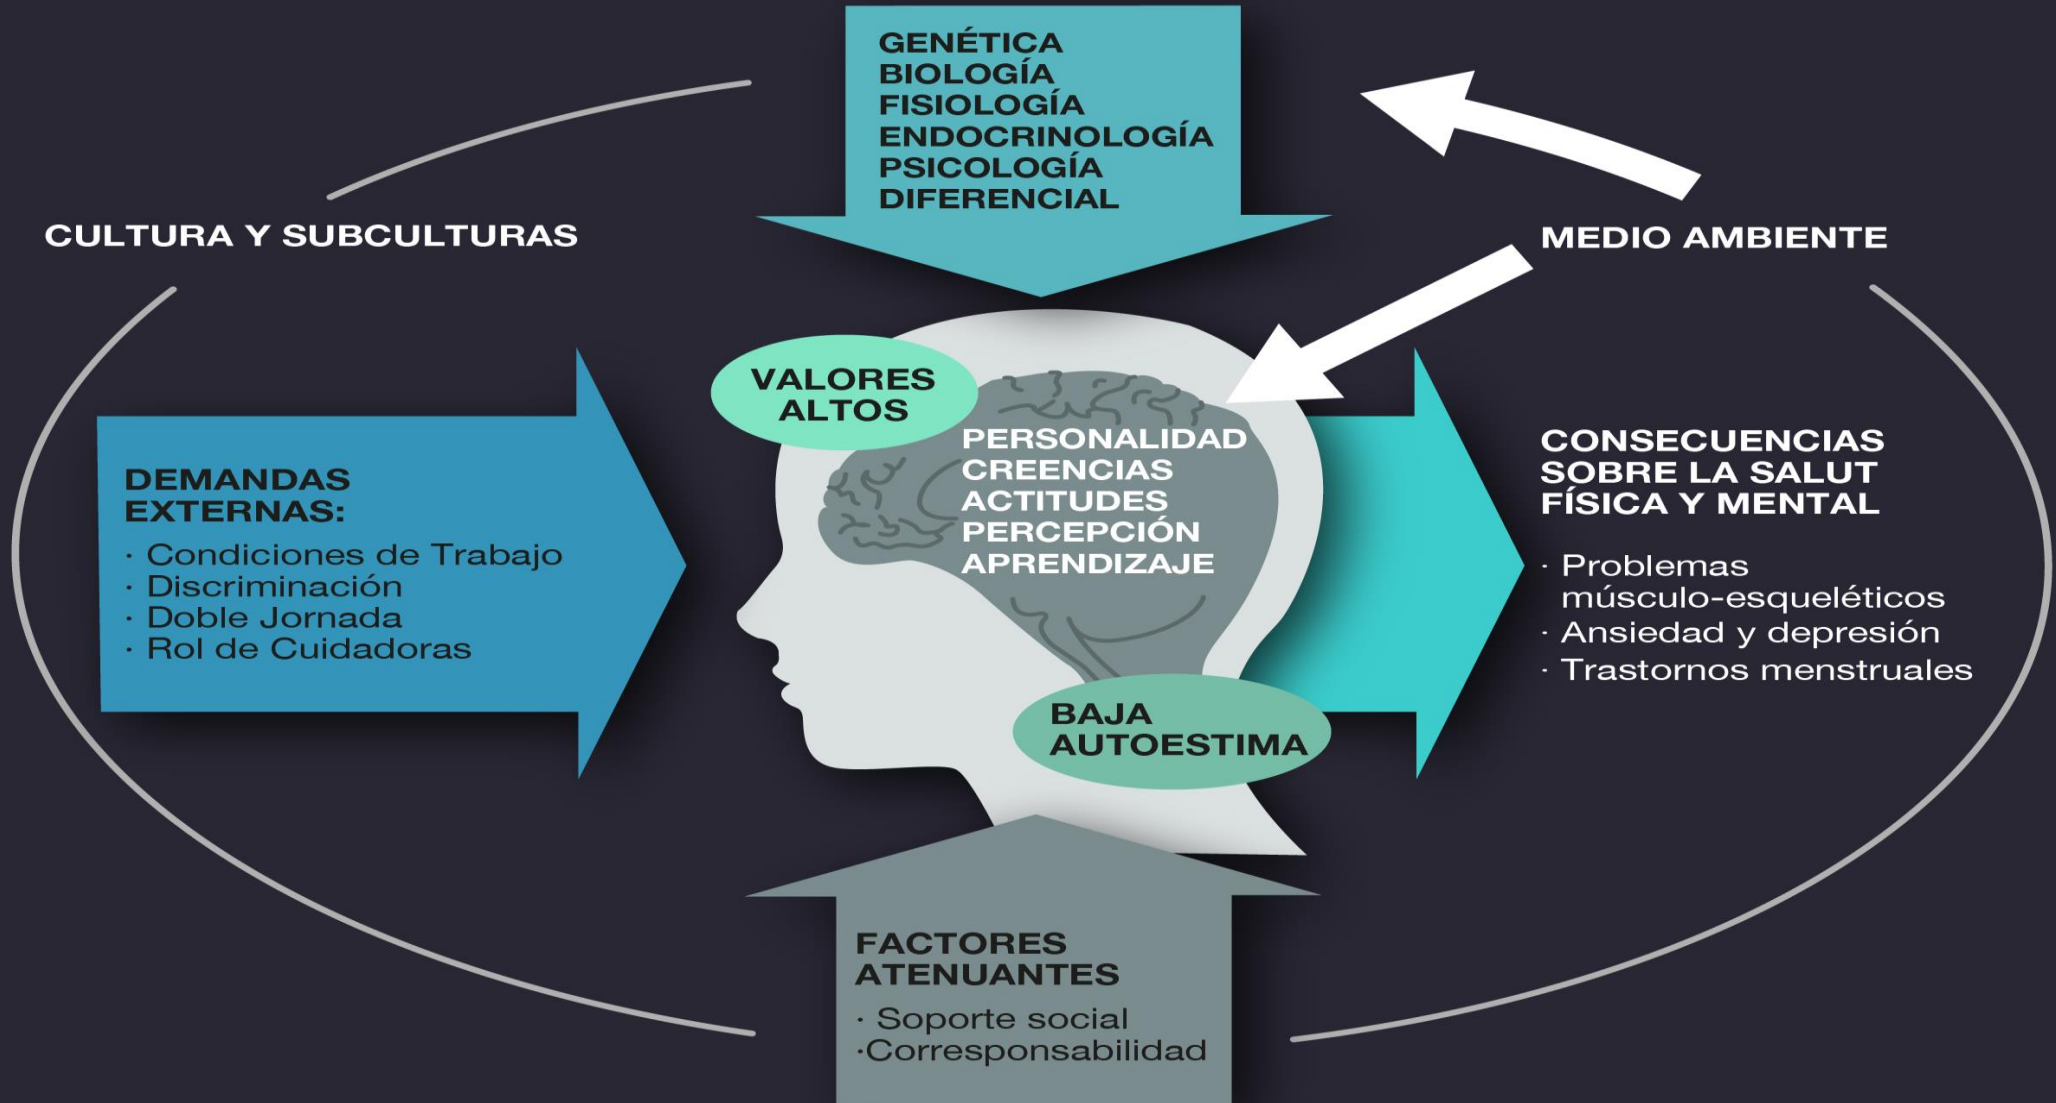 GENÉTICA
BIOLOGÍA
FISIOLOGÍA
ENDOCRINOLOGÍA
PSICOLOGÍA
DIFERENCIAL
CULTURA Y SUBCULTURAS
MEDIO AMBIENTE
VALORES
ALTOS
PERSONALIDAD
CREENCIAS
ACTITUDES
PERCEPCIÓN
APRENDIZAJE
DEMANDAS
EXTERNAS:
· Condiciones de Trabajo
· Discriminación
· Doble Jornada
· Rol de Cuidadoras
CONSECUENCIAS
SOBRE LA SALUT
FÍSICA Y MENTAL
· Problemas
músculo-esqueléticos
· Ansiedad y depresión
· Trastornos menstruales
BAJA
AUTOESTIMA
FACTORES
ATENUANTES
· Soporte social
·Corresponsabilidad